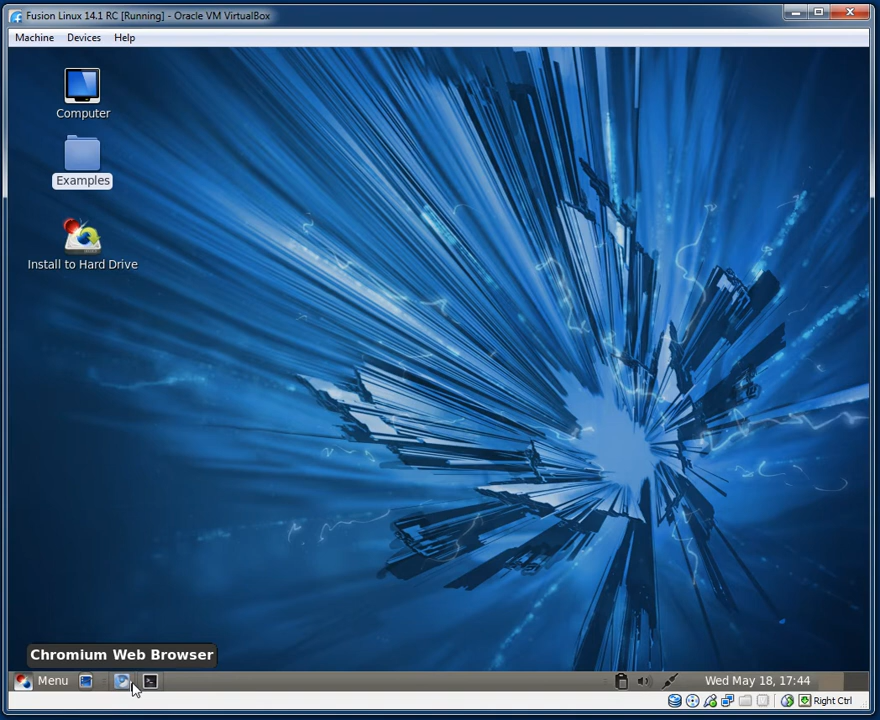 Fusion Linux 14.1 RC [Running] - Oracle VM VirtualBox
Machine Devices Help
Computer
Examples
Install to Hard Drive
Chromium Web Browser
Menu
Wed May 18, 17:44
Right Ctrl